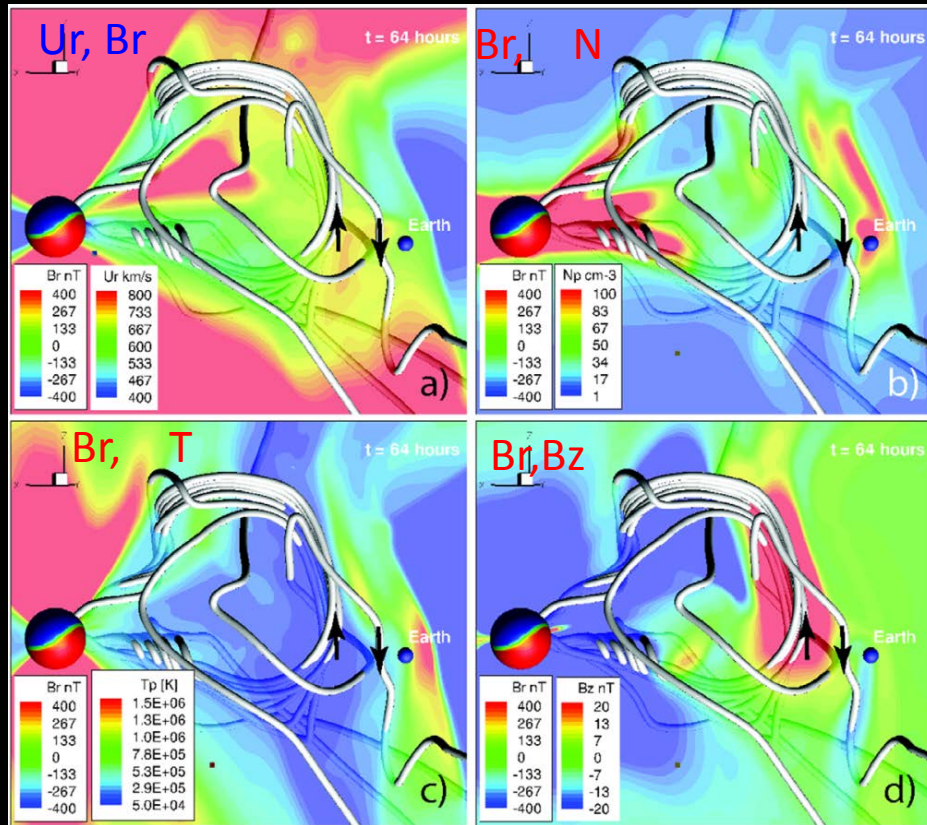 Ur, Br
t = 64 hours
Earth
Br nT
400
267
133
0
-133
-267
-400
Ur km/s
800
733
667
600
533
467
400
a)
Br, N
t = 64 hours
Earth
Br nT
400
267
133
0
-133
-267
-400
Np cm-3
100
83
67
50
34
17
1
b)
Br, T
t = 64 hours
Earth
Br nT
400
267
133
0
-133
-267
-400
Tp [K]
1.5E+06
1.3E+06
1.0E+06
7.8E+05
5.3E+05
2.9E+05
5.0E+04
c)
Br,Bz
t = 64 hours
Earth
Br nT
400
267
133
0
-133
-267
-400
Bz nT
20
13
7
0
-7
-13
-20
d)